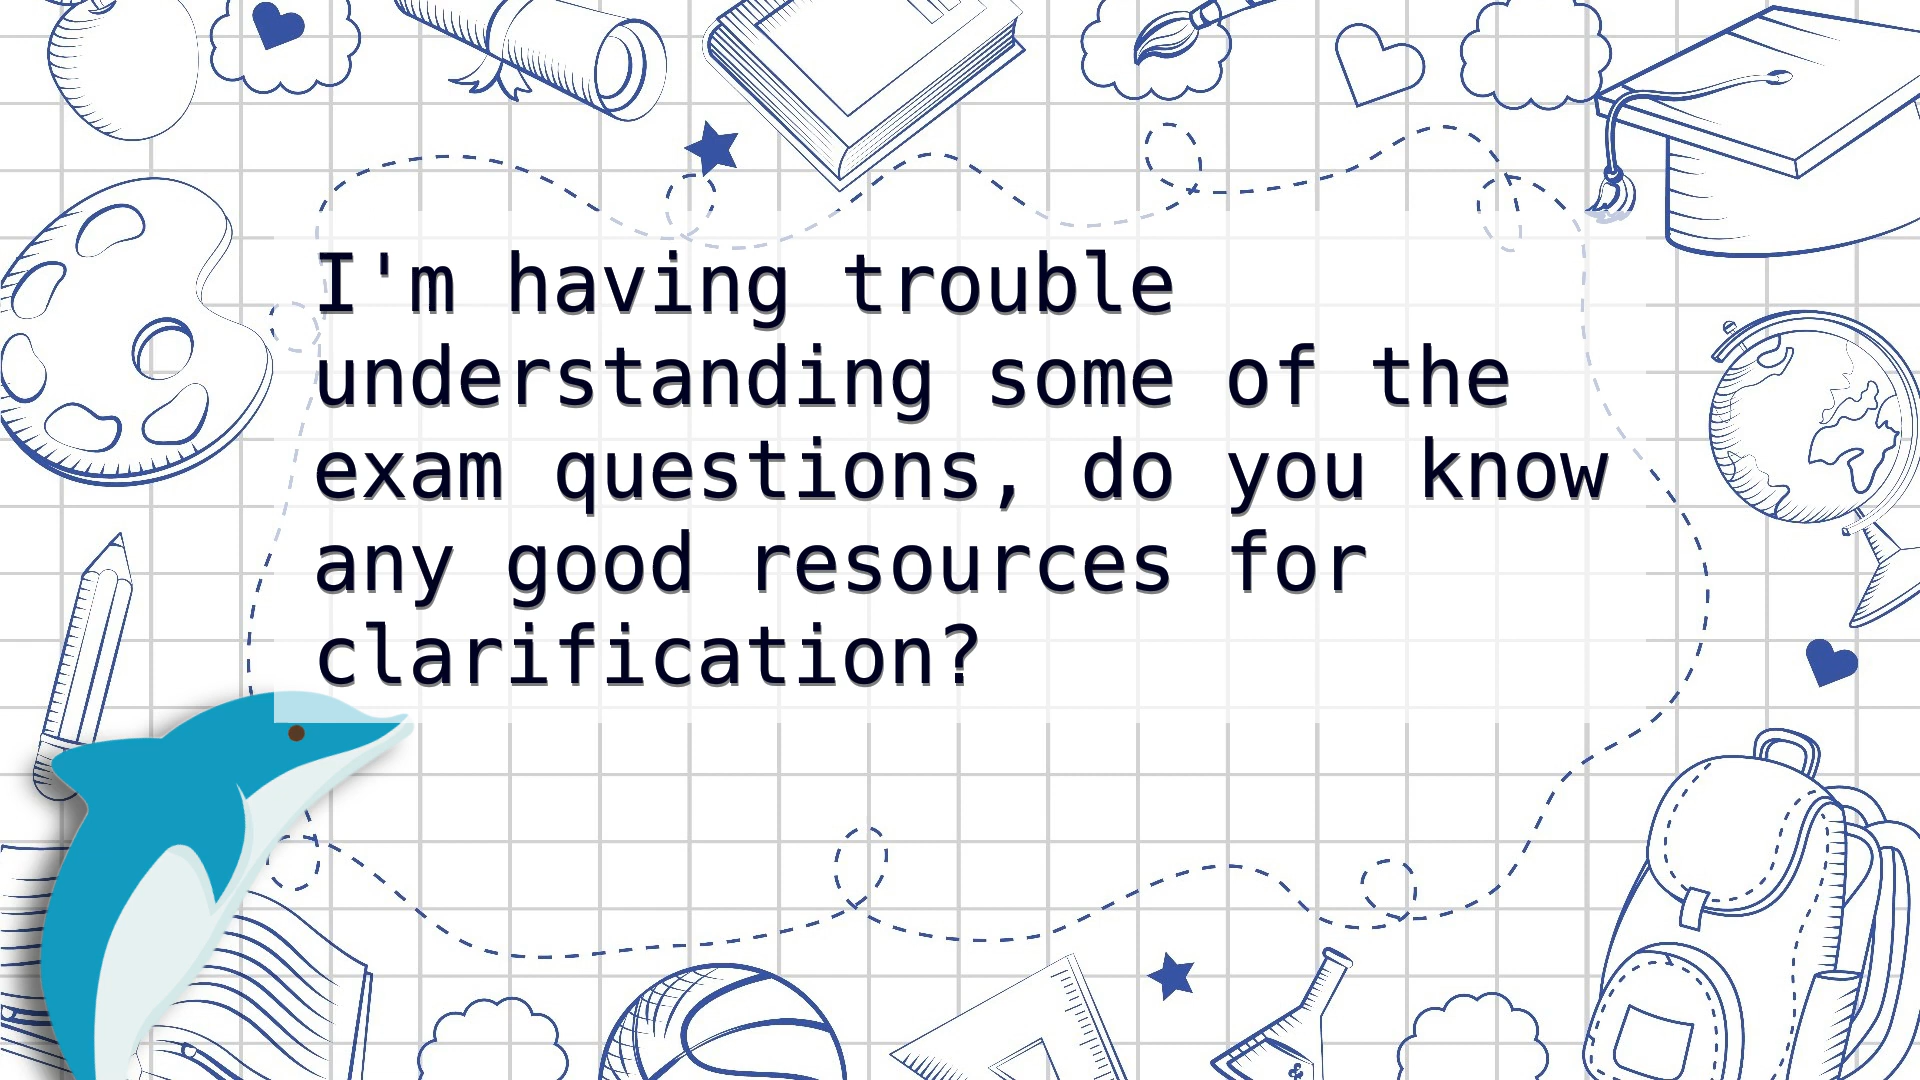 I'm having trouble
understanding some of the
exam questions, do you know
any good resources for
clarification?